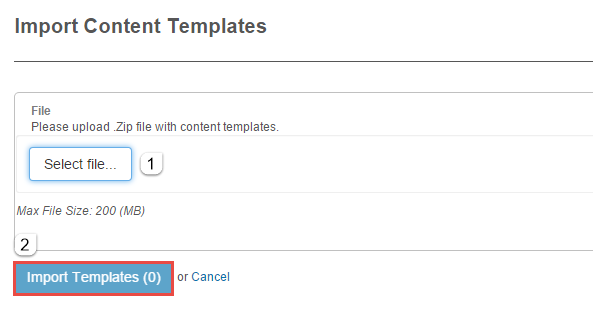 Import Content Templates
File
Please upload .Zip file with content templates.
Select file... 1
Max File Size: 200 (MB)
2
Import Templates (0) or Cancel